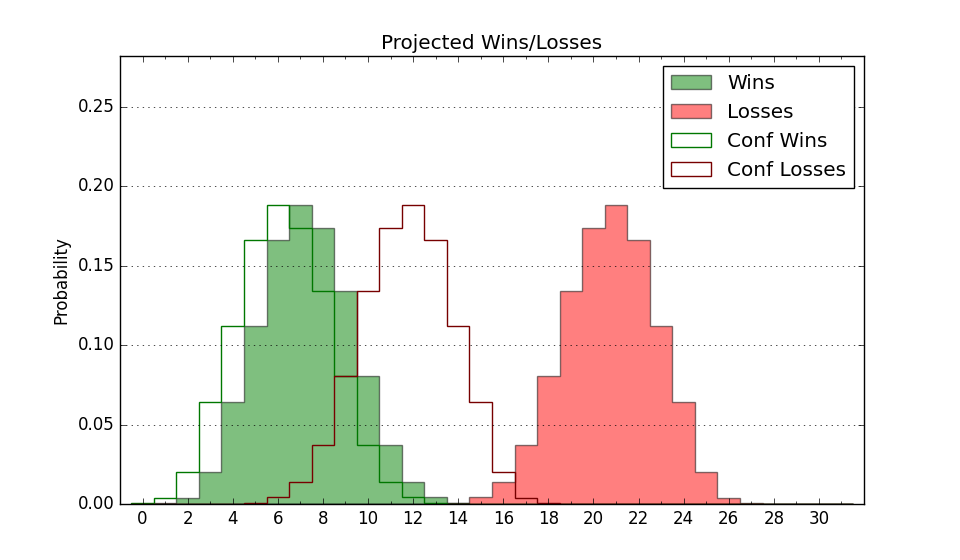 Projected Wins/Losses
Wins
Losses
Conf Wins
Conf Losses
Probability
0.25
0.20
0.15
0.10
0.05
0.00
0 2 4 6 8 10 12 14 16 18 20 22 24 26 28 30